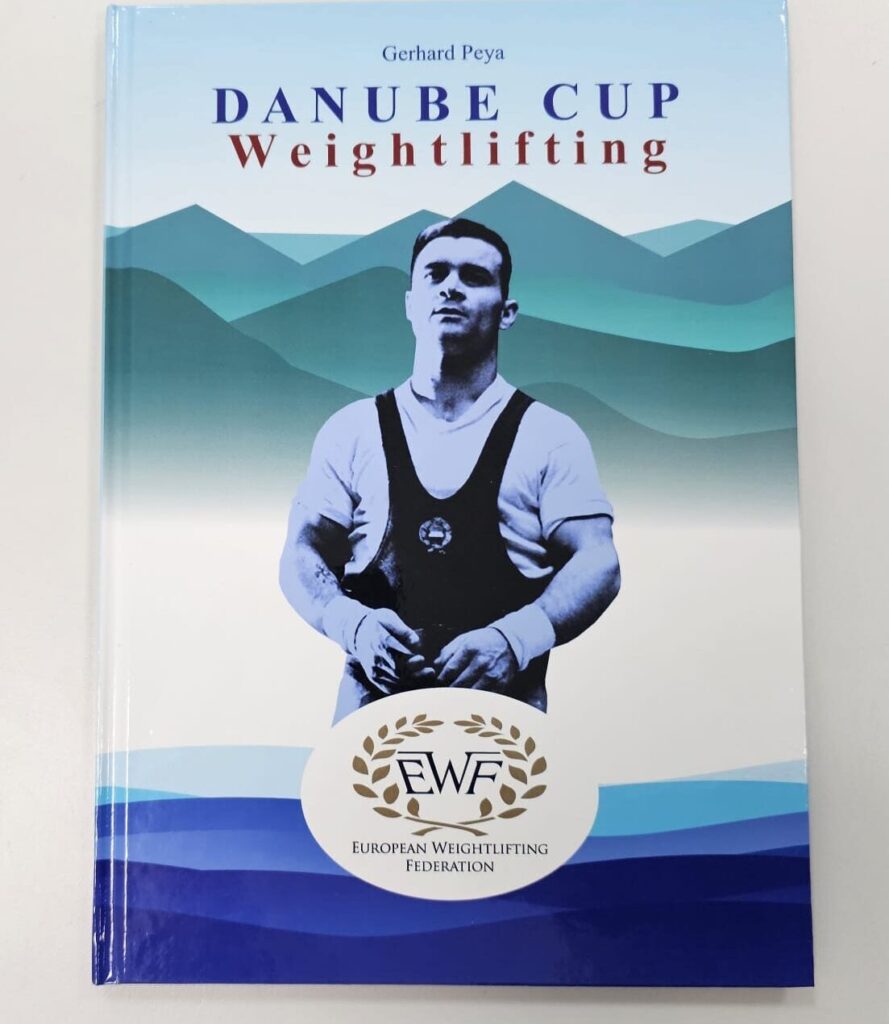 Gerhard Peya
DANUBE CUP
Weightlifting
EWF
EUROPEAN WEIGHTLIFTING
FEDERATION